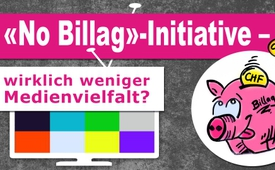 «No Billag»-Initiative –
wirklich weniger
Medienvielfalt?
CHF
Billag